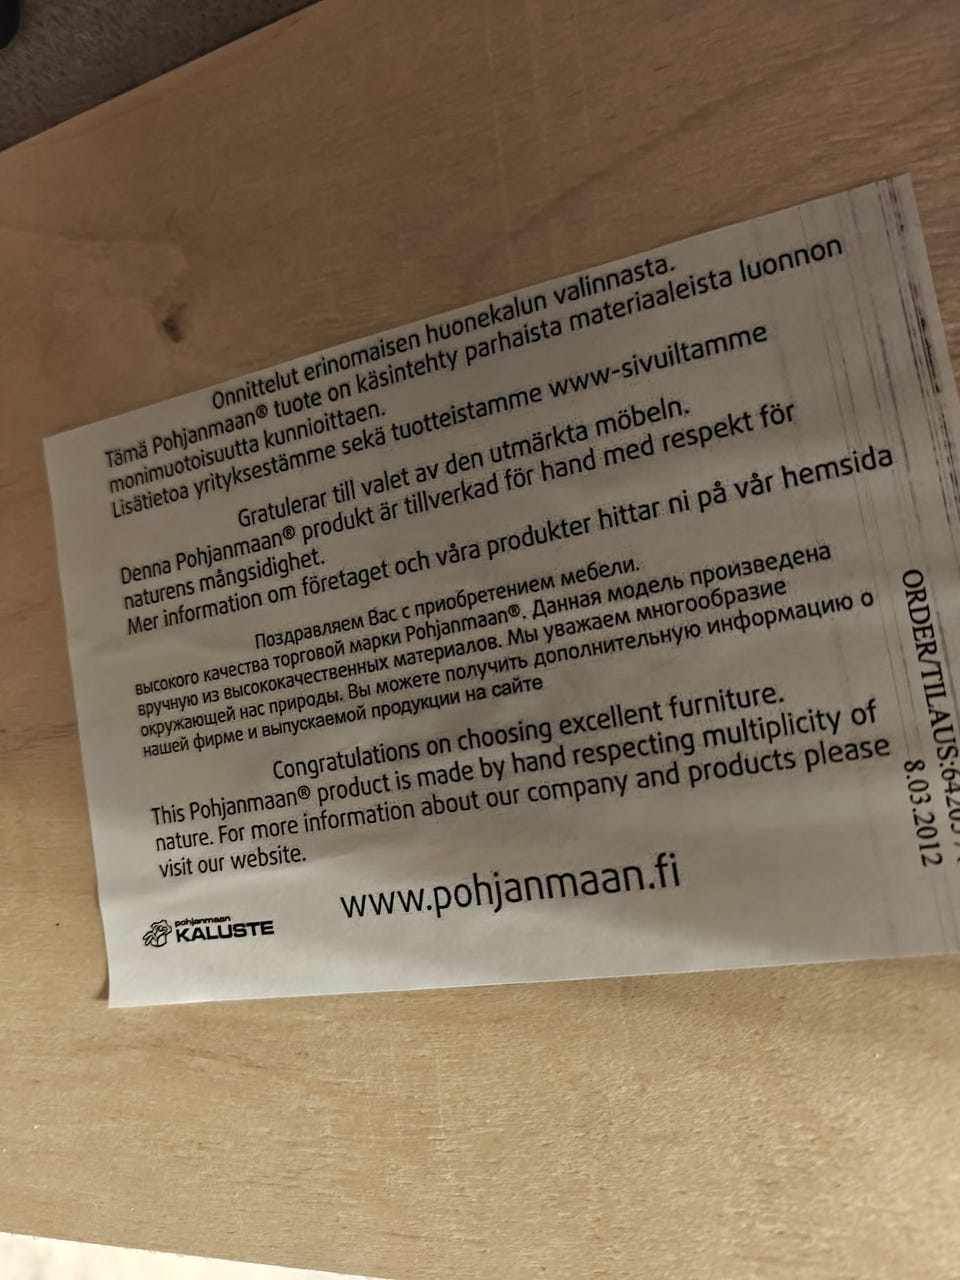 Onnittelut erinomaisen huonekalun valinnasta.
Tämä Pohjanmaan® tuote on käsintehty parhaista materiaaleista luonnon
monimuotoisuutta kunnioittaen.
Lisätietoa yrityksestämme sekä tuotteistamme www-sivuiltamme
Gratulerar till valet av den utmärkta möbeln.
Denna Pohjanmaan® produkt är tillverkad för hand med respekt för
naturens mångsidighet.
Mer information om företaget och våra produkter hittar ni på vår hemsida
Поздравляем Вас с приобретением мебели.
высокого качества торговой марки Pohjanmaan®. Данная модель произведена
вручную из высококачественных материалов. Мы уважаем многообразие
окружающей нас природы. Вы можете получить дополнительную информацию о
нашей фирме и выпускаемой продукции на сайте
Congratulations on choosing excellent furniture.
This Pohjanmaan® product is made by hand respecting multiplicity of
nature. For more information about our company and products please
visit our website.
www.pohjanmaan.fi
pohjanmaan
KALUSTE
ORDER/TILAUS:
8.03.2012